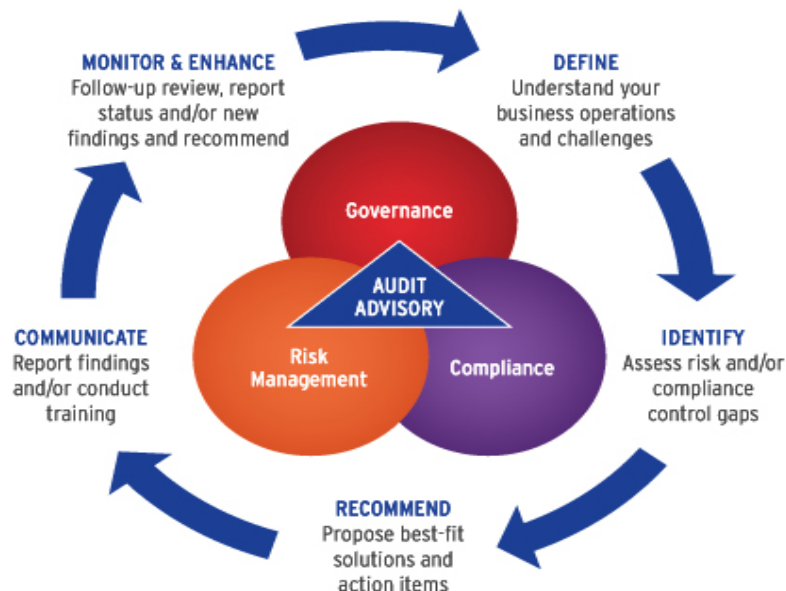 MONITOR & ENHANCE
Follow-up review, report
status and/or new
findings and recommend
DEFINE
Understand your
business operations
and challenges
Governance
AUDIT
ADVISORY
Risk
Management
Compliance
COMMUNICATE
Report findings
and/or conduct
training
IDENTIFY
Assess risk and/or
compliance
control gaps
RECOMMEND
Propose best-fit
solutions and
action items